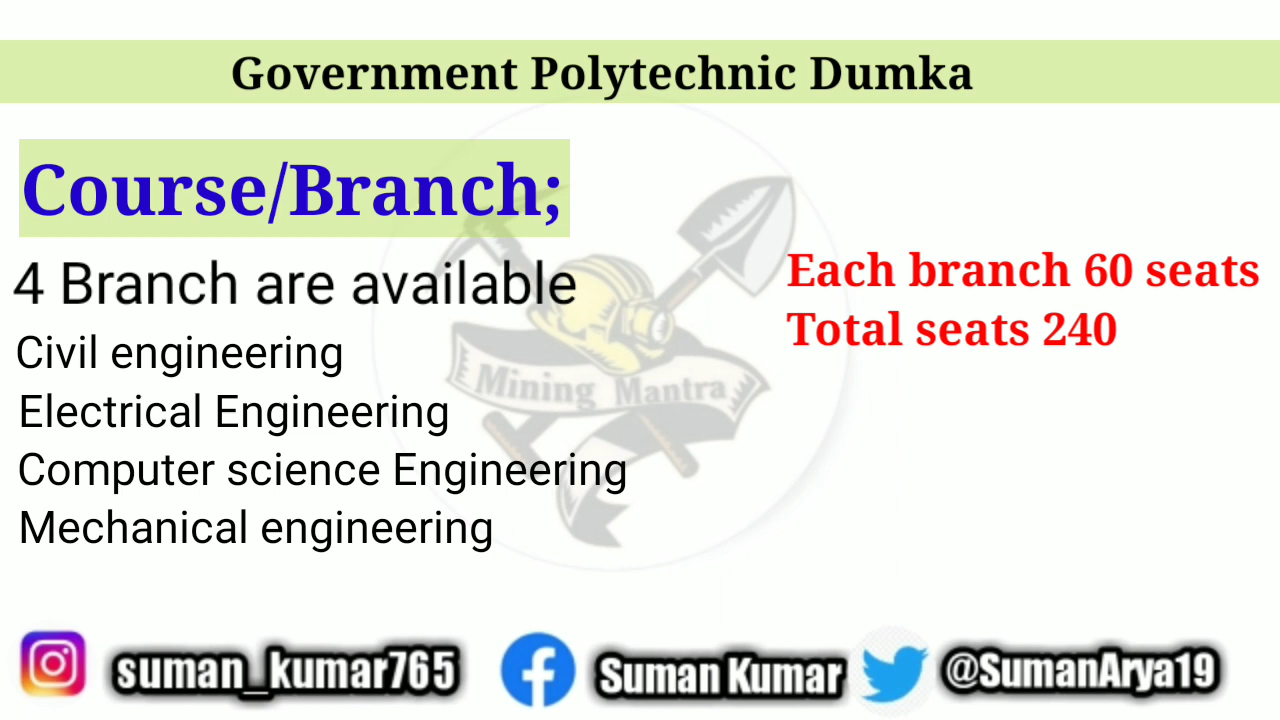 Government Polytechnic Dumka
Course/Branch;
4 Branch are available
Civil engineering
Electrical Engineering
Computer science Engineering
Mechanical engineering
Each branch 60 seats
Total seats 240
Mining Mantra
suman_kumar765
Suman Kumar
@SumanArya19